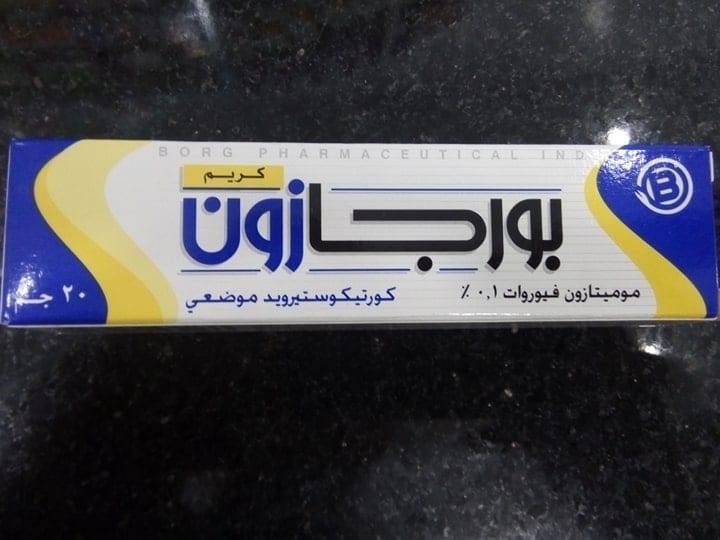 BORG PHARMACEUTICAL IND
B
كريم
بورجازون
موميتازون فيوروات ٠,١ ٪
كورتيكوستيرويد موضعي
٢٠ جم